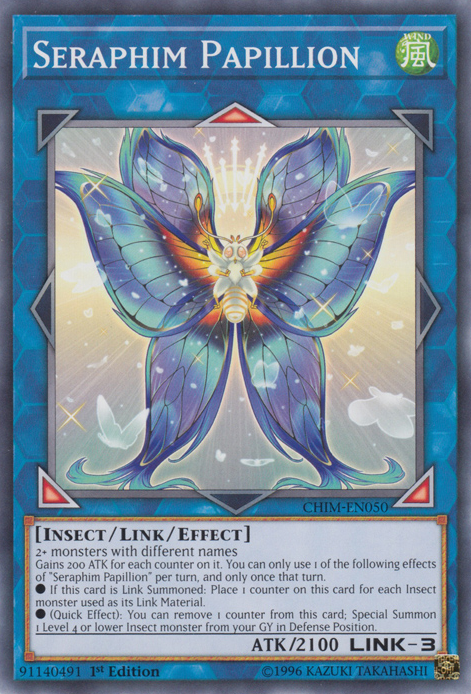 SERAPHIM PAPILLION
WIND
風
CHIM-EN050
[INSECT/LINK/EFFECT]
2+ monsters with different names
Gains 200 ATK for each counter on it. You can only use 1 of the following effects
of "Seraphim Papillion" per turn, and only once that turn.
● If this card is Link Summoned: Place 1 counter on this card for each Insect
monster used as its Link Material.
● (Quick Effect): You can remove 1 counter from this card; Special Summon
1 Level 4 or lower Insect monster from your GY in Defense Position.
ATK/2100 LINK-3
91140491 1st Edition ©1996 KAZUKI TAKAHASHI